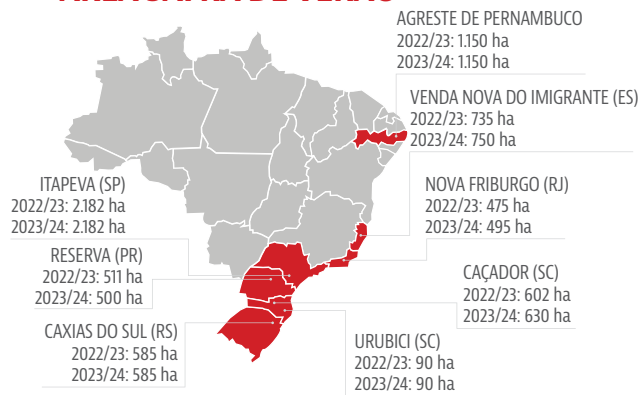 AGRESTE DE PERNAMBUCO
2022/23: 1.150 ha
2023/24: 1.150 ha
VENDA NOVA DO IMIGRANTE (ES)
2022/23: 735 ha
2023/24: 750 ha
ITAPEVA (SP)
2022/23: 2.182 ha
2023/24: 2.182 ha
NOVA FRIBURGO (RJ)
2022/23: 475 ha
2023/24: 495 ha
RESERVA (PR)
2022/23: 511 ha
2023/24: 500 ha
CAÇADOR (SC)
2022/23: 602 ha
2023/24: 630 ha
CAXIAS DO SUL (RS)
2022/23: 585 ha
2023/24: 585 ha
URUBICI (SC)
2022/23: 90 ha
2023/24: 90 ha